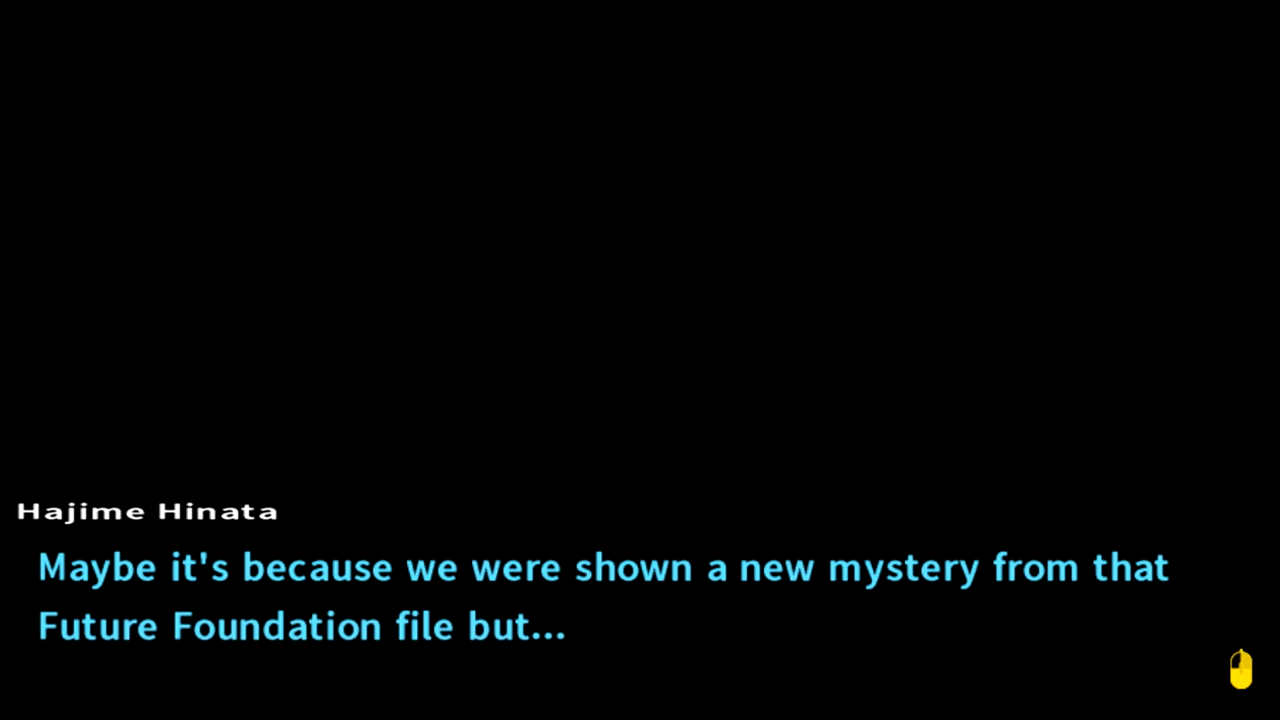 Hajime Hinata
Maybe it's because we were shown a new mystery from that
Future Foundation file but...